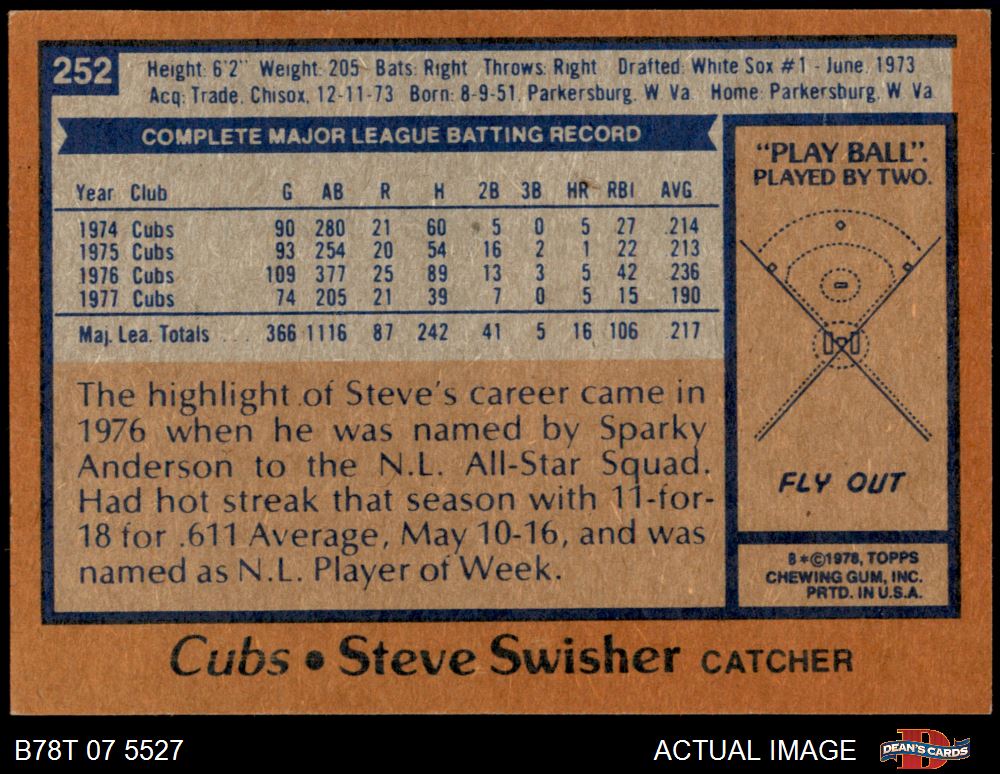 252
Height: 6'2" Weight: 205 Bats: Right Throws: Right Drafted: White Sox #1 - June, 1973
Acq: Trade, Chisox, 12-11-73 Born: 8-9-51, Parkersburg, W. Va. Home: Parkersburg, W. Va.
COMPLETE MAJOR LEAGUE BATTING RECORD
Year Club G AB R H 2B 3B HR RBI AVG
1974 Cubs 90 280 21 60 5 0 5 27 .214
1975 Cubs 93 254 20 54 16 2 1 22 .213
1976 Cubs 109 377 25 89 13 3 5 42 .236
1977 Cubs 74 205 21 39 7 0 5 15 .190
Maj. Lea. Totals ... 366 1116 87 242 41 5 16 106 .217
The highlight of Steve's career came in
1976 when he was named by Sparky
Anderson to the N.L. All-Star Squad.
Had hot streak that season with 11-for-
18 for .611 Average, May 10-16, and was
named as N.L. Player of Week.
"PLAY BALL".
PLAYED BY TWO.
FLY OUT
B*©1978, TOPPS
CHEWING GUM, INC.
PRTD. IN U.S.A.
Cubs • Steve Swisher CATCHER
B78T 07 5527
ACTUAL IMAGE
DEAN'S CARDS